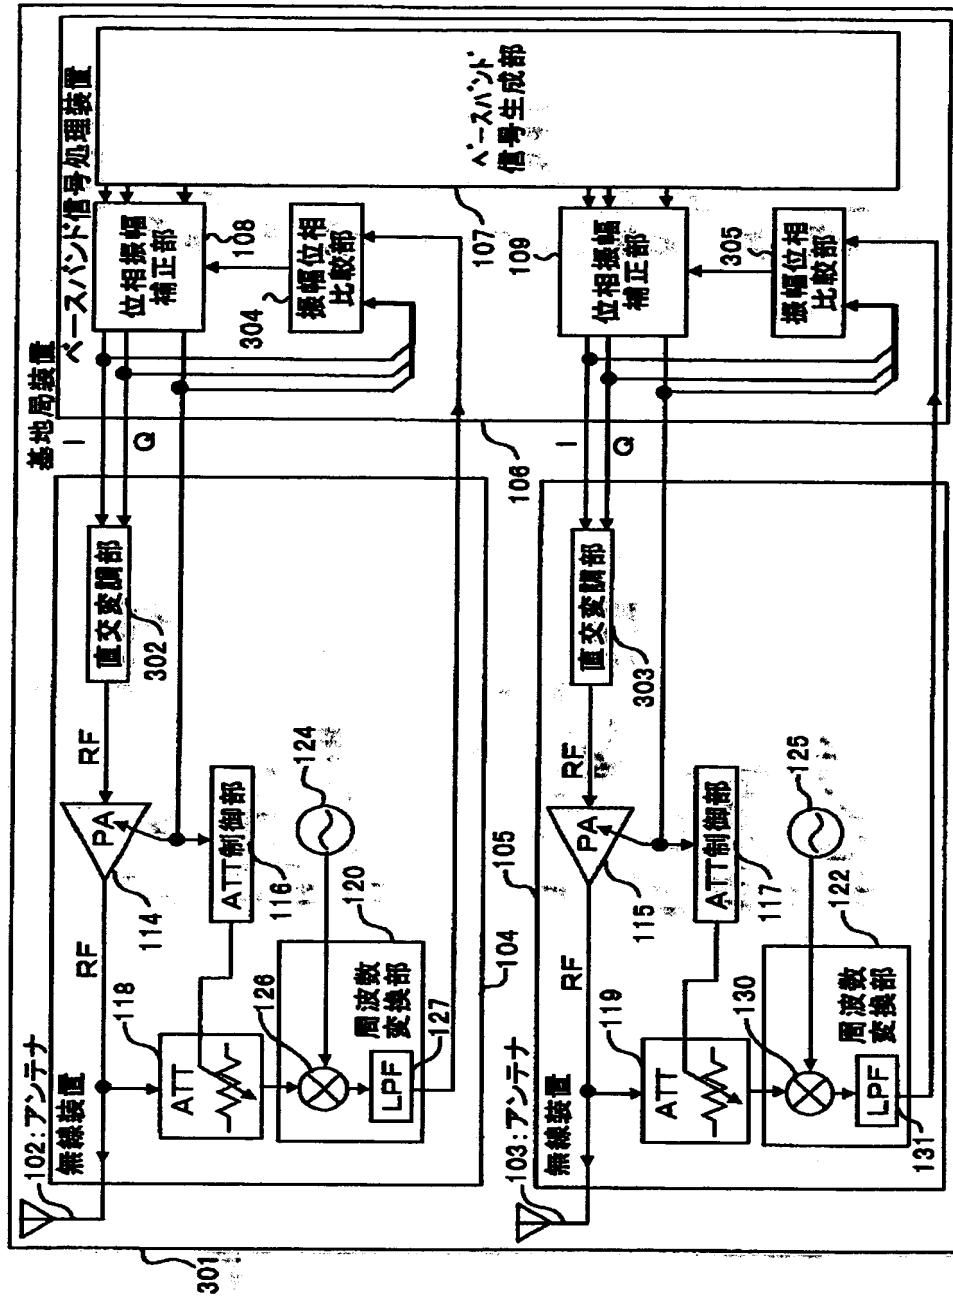 301
基地局装置
102:アンテナ
無線装置
RF
114
PA
RF
直交変調部
302
I
Q
118
ATT
ATT制御部
116
124
126
120
周波数
変換部
LPF
127
104
ベースバンド信号処理装置
位相振幅
補正部
108
304
振幅位相
比較部
106
107
ベースバンド
信号生成部
103:アンテナ
無線装置
105
RF
115
PA
RF
直交変調部
303
I
Q
119
ATT
ATT制御部
117
125
130
122
周波数
変換部
LPF
131
109
位相振幅
補正部
305
振幅位相
比較部